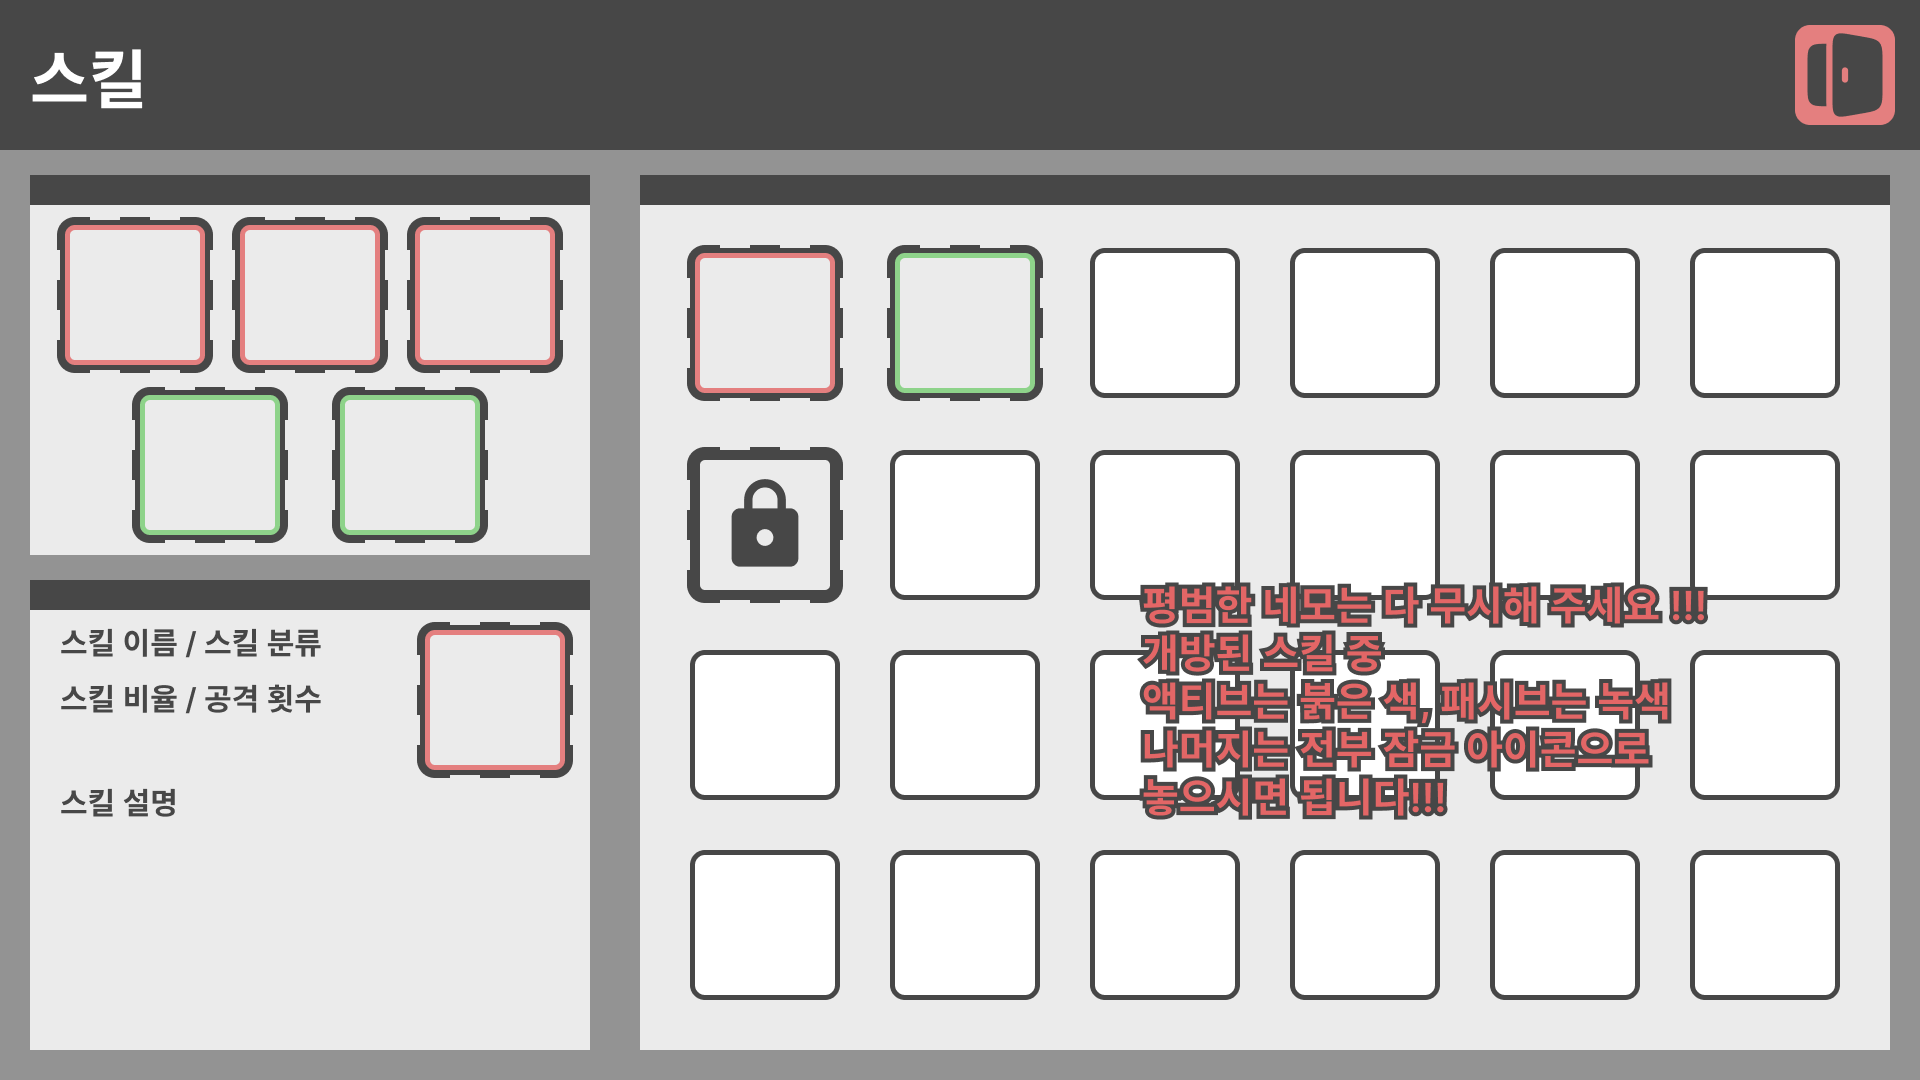 스킬
스킬 이름 / 스킬 분류
스킬 비율 / 공격 횟수
스킬 설명
평범한 네모는 다 무시해 주세요 !!!
개방된 스킬 중
액티브는 붉은 색, 패시브는 녹색
나머지는 전부 잠금 아이콘으로
놓으시면 됩니다!!!